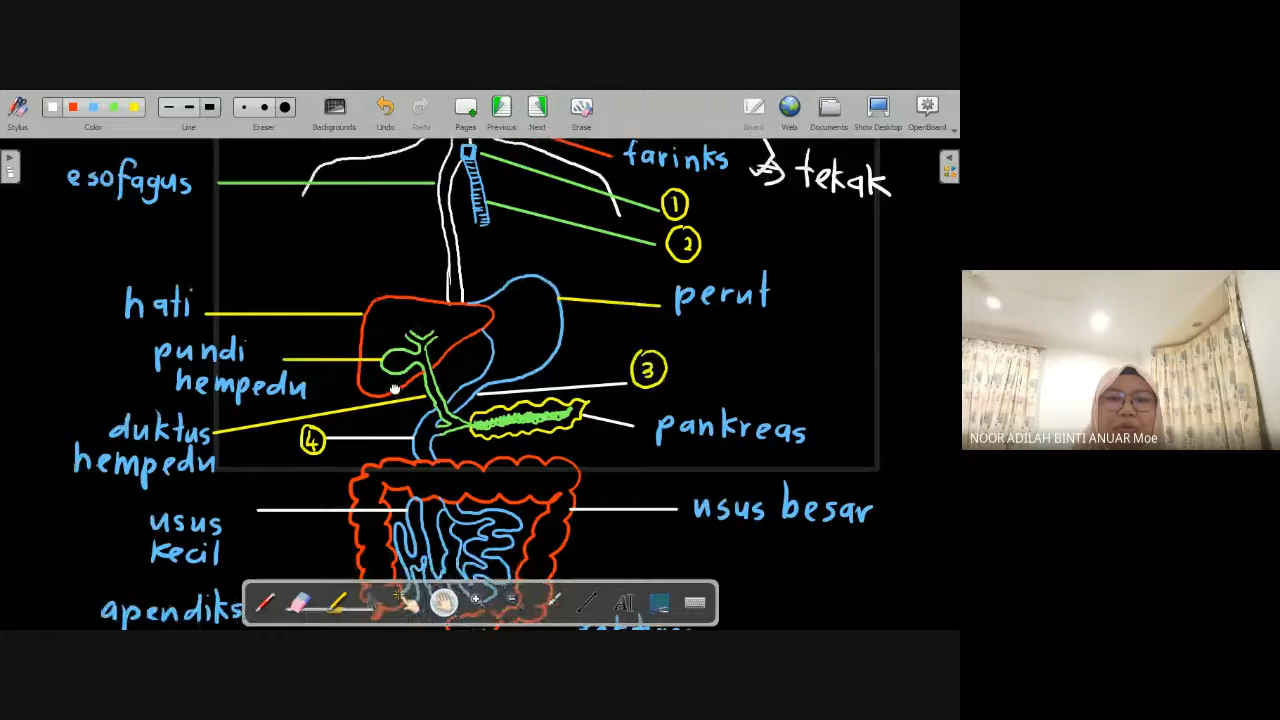 Stylus
Color
Line
Eraser
Backgrounds
Undo
Redo
Pages
Previous
Next
Erase
Board
Web
Documents
Show Desktop
OpenBoard
farinks
tekak
esofagus
1
2
hati
perut
pundi
hempedu
3
duktus
hempedu
4
pankreas
usus
kecil
usus besar
apendiks
AI
NOOR ADILAH BINTI ANUAR Moe